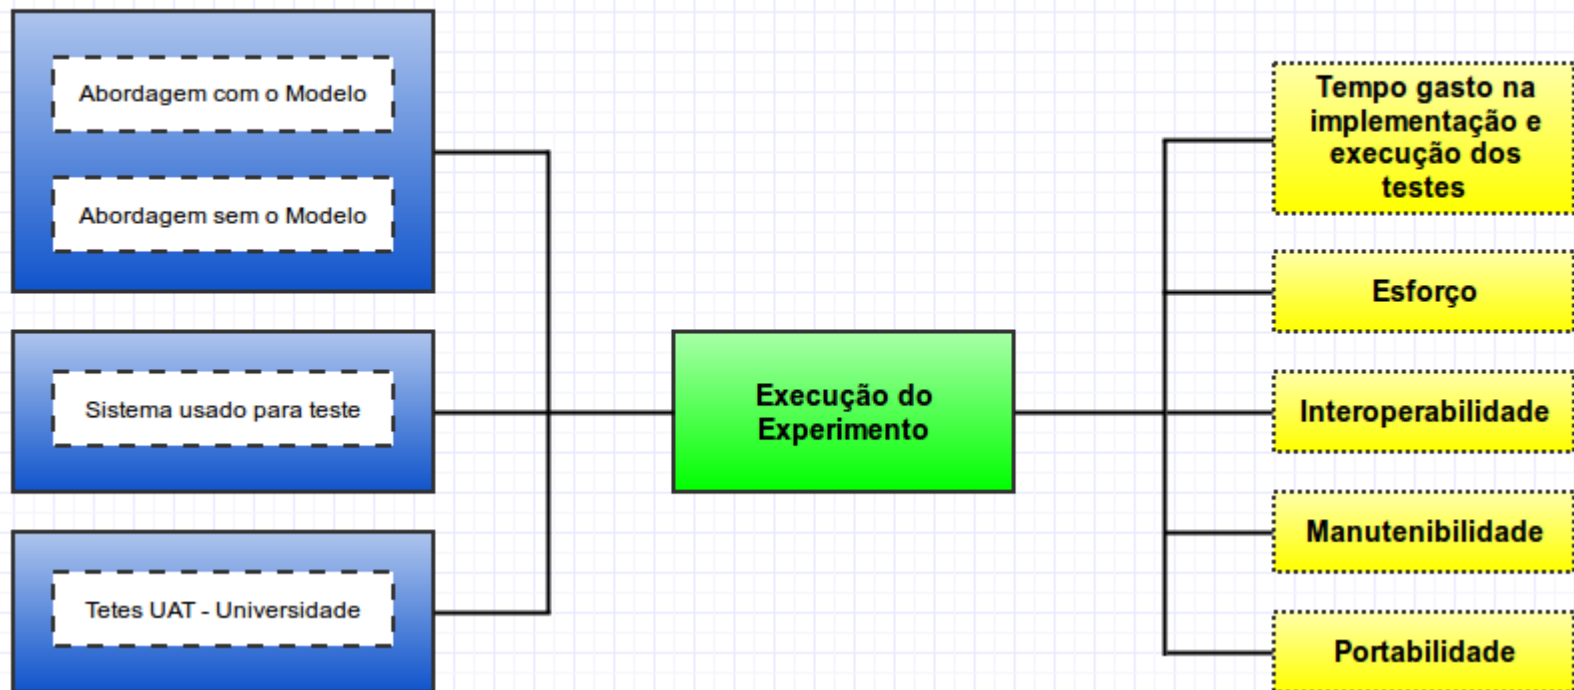 Abordagem com o Modelo
Abordagem sem o Modelo
Sistema usado para teste
Tetes UAT - Universidade
Execução do
Experimento
Tempo gasto na
implementação e
execução dos
testes
Esforço
Interoperabilidade
Manutenibilidade
Portabilidade